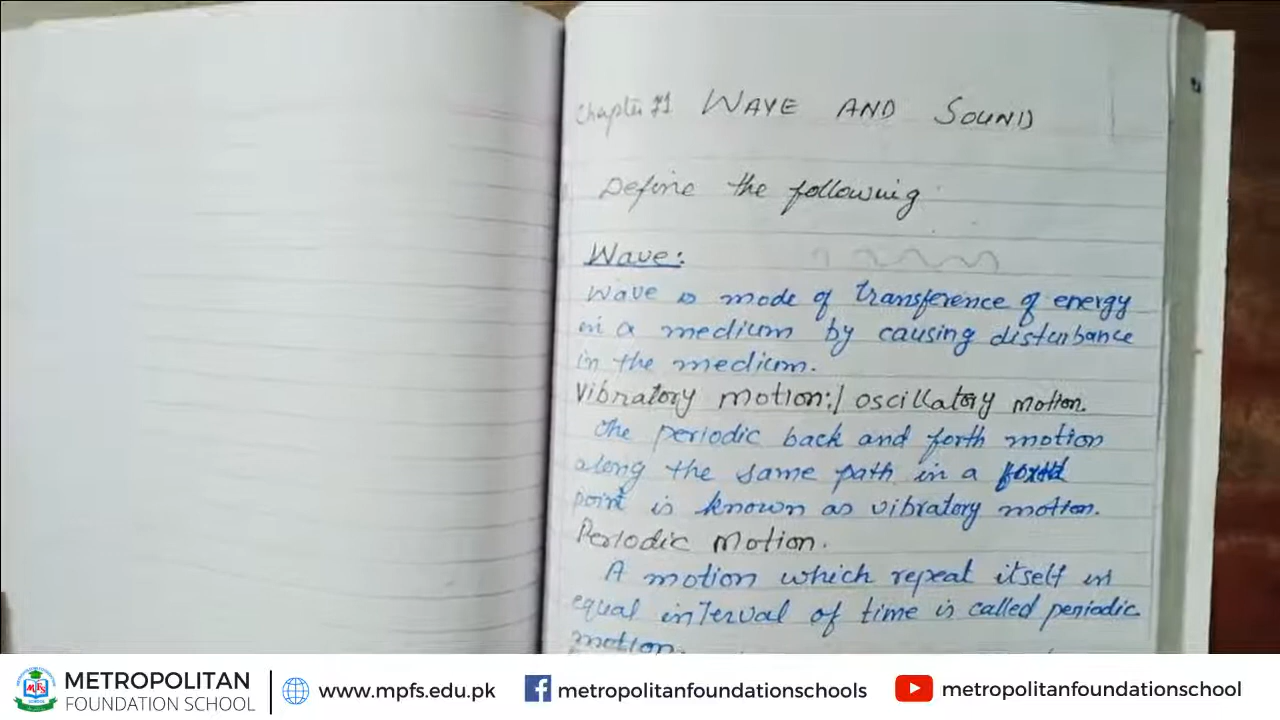 Chapter 11 WAVE AND SOUND
Define the following
Wave:
Wave is mode of transference of energy
in a medium by causing disturbance
in the medium.
Vibratory motion:/ oscillatory motion.
The periodic back and forth motion
along the same path in a
point is known as vibratory motion.
Periodic Motion.
A motion which repeat itself in
equal interval of time is called periodic
motion.
METROPOLITAN
FOUNDATION SCHOOL
www.mpfs.edu.pk
metropolitanfoundationschools
metropolitanfoundationschool